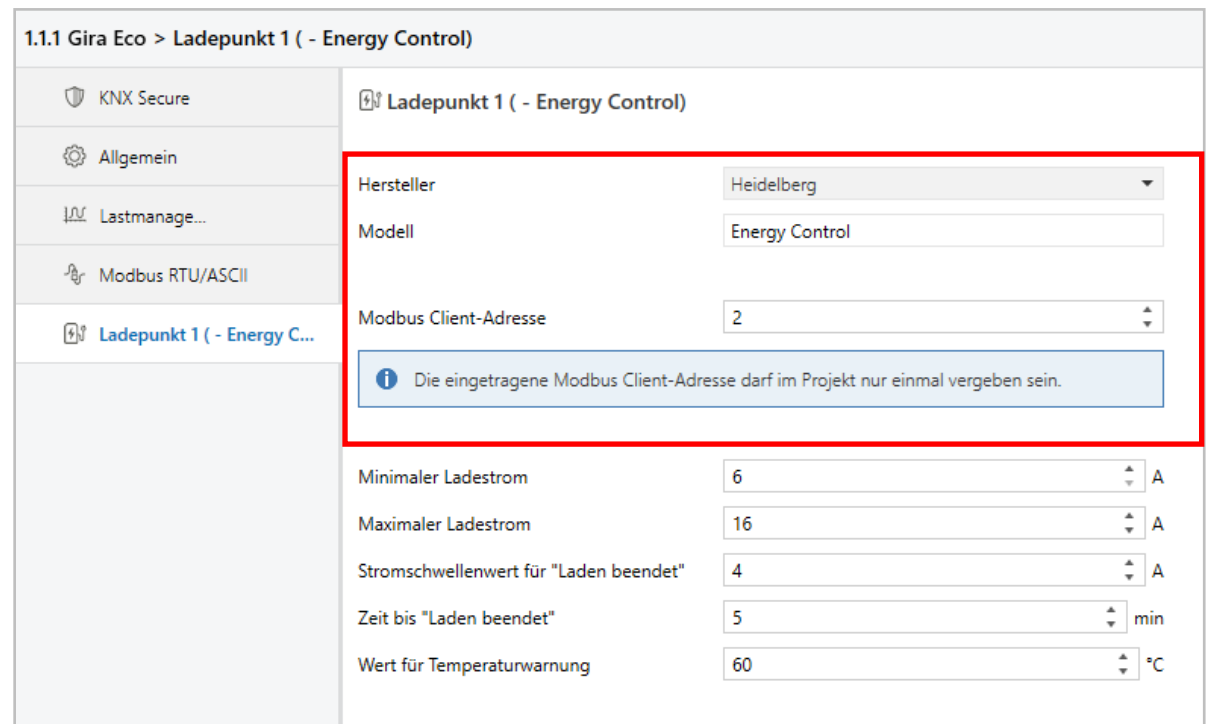 1.1.1 Gira Eco > Ladepunkt 1 ( - Energy Control)
KNX Secure
Allgemein
Lastmanage...
Modbus RTU/ASCII
Ladepunkt 1 ( - Energy C...
Ladepunkt 1 ( - Energy Control)
Hersteller Heidelberg
Modell Energy Control
Modbus Client-Adresse 2
Die eingetragene Modbus Client-Adresse darf im Projekt nur einmal vergeben sein.
Minimaler Ladestrom 6 A
Maximaler Ladestrom 16 A
Stromschwellenwert für "Laden beendet" 4 A
Zeit bis "Laden beendet" 5 min
Wert für Temperaturwarnung 60 °C